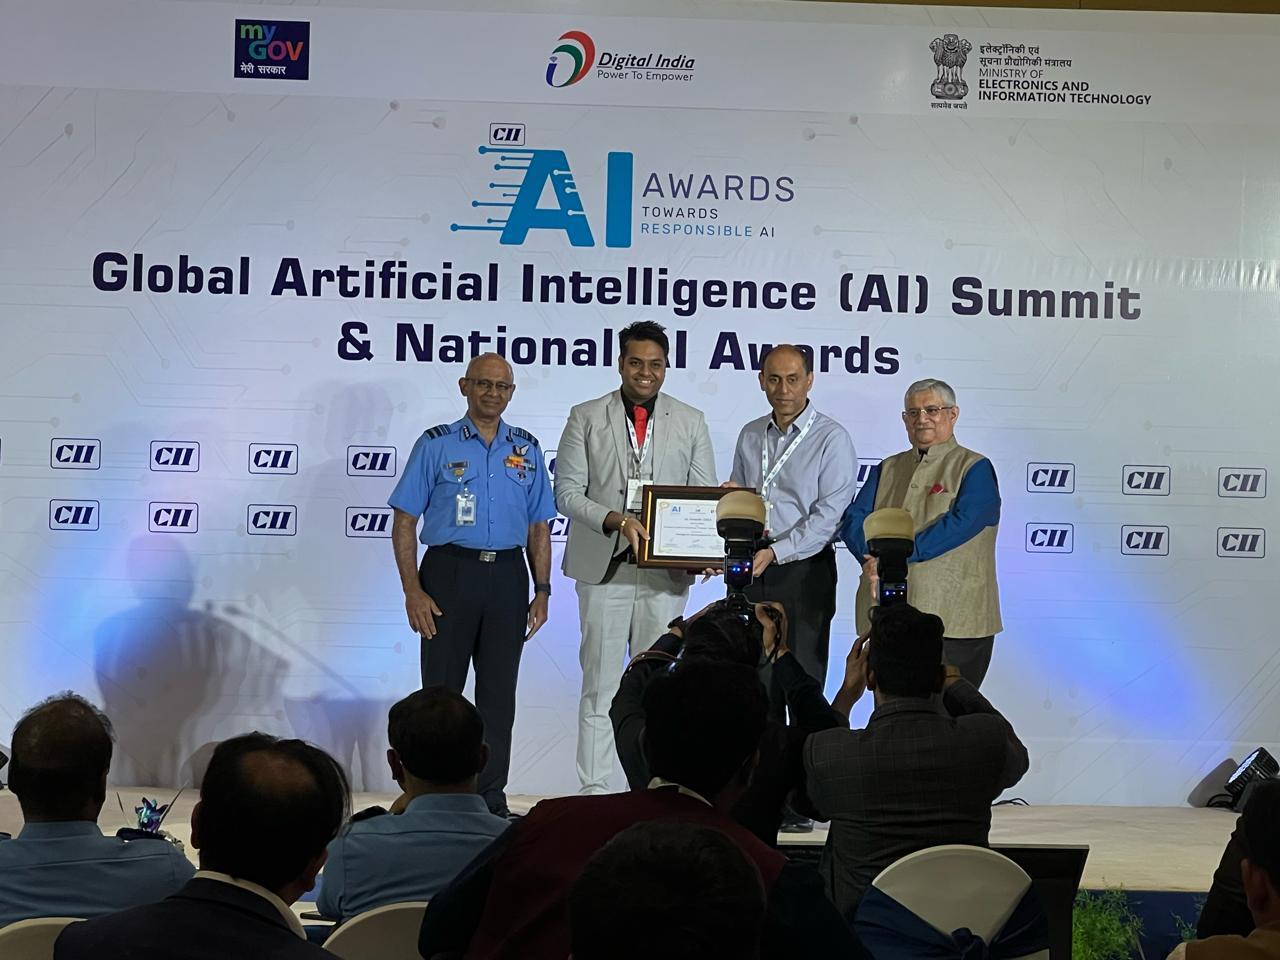 my
GOV
मेरी सरकार
Digital India
Power To Empower
इलेक्ट्रॉनिकी एवं
सूचना प्रौद्योगिकी मंत्रालय
MINISTRY OF
ELECTRONICS AND
INFORMATION TECHNOLOGY
सत्यमेव जयते
CII
AI AWARDS
TOWARDS
RESPONSIBLE AI
Global Artificial Intelligence (AI) Summit
& National AI Awards
CII CII CII CII CII CII CII
CII CII CII CII CII CII CII
AI